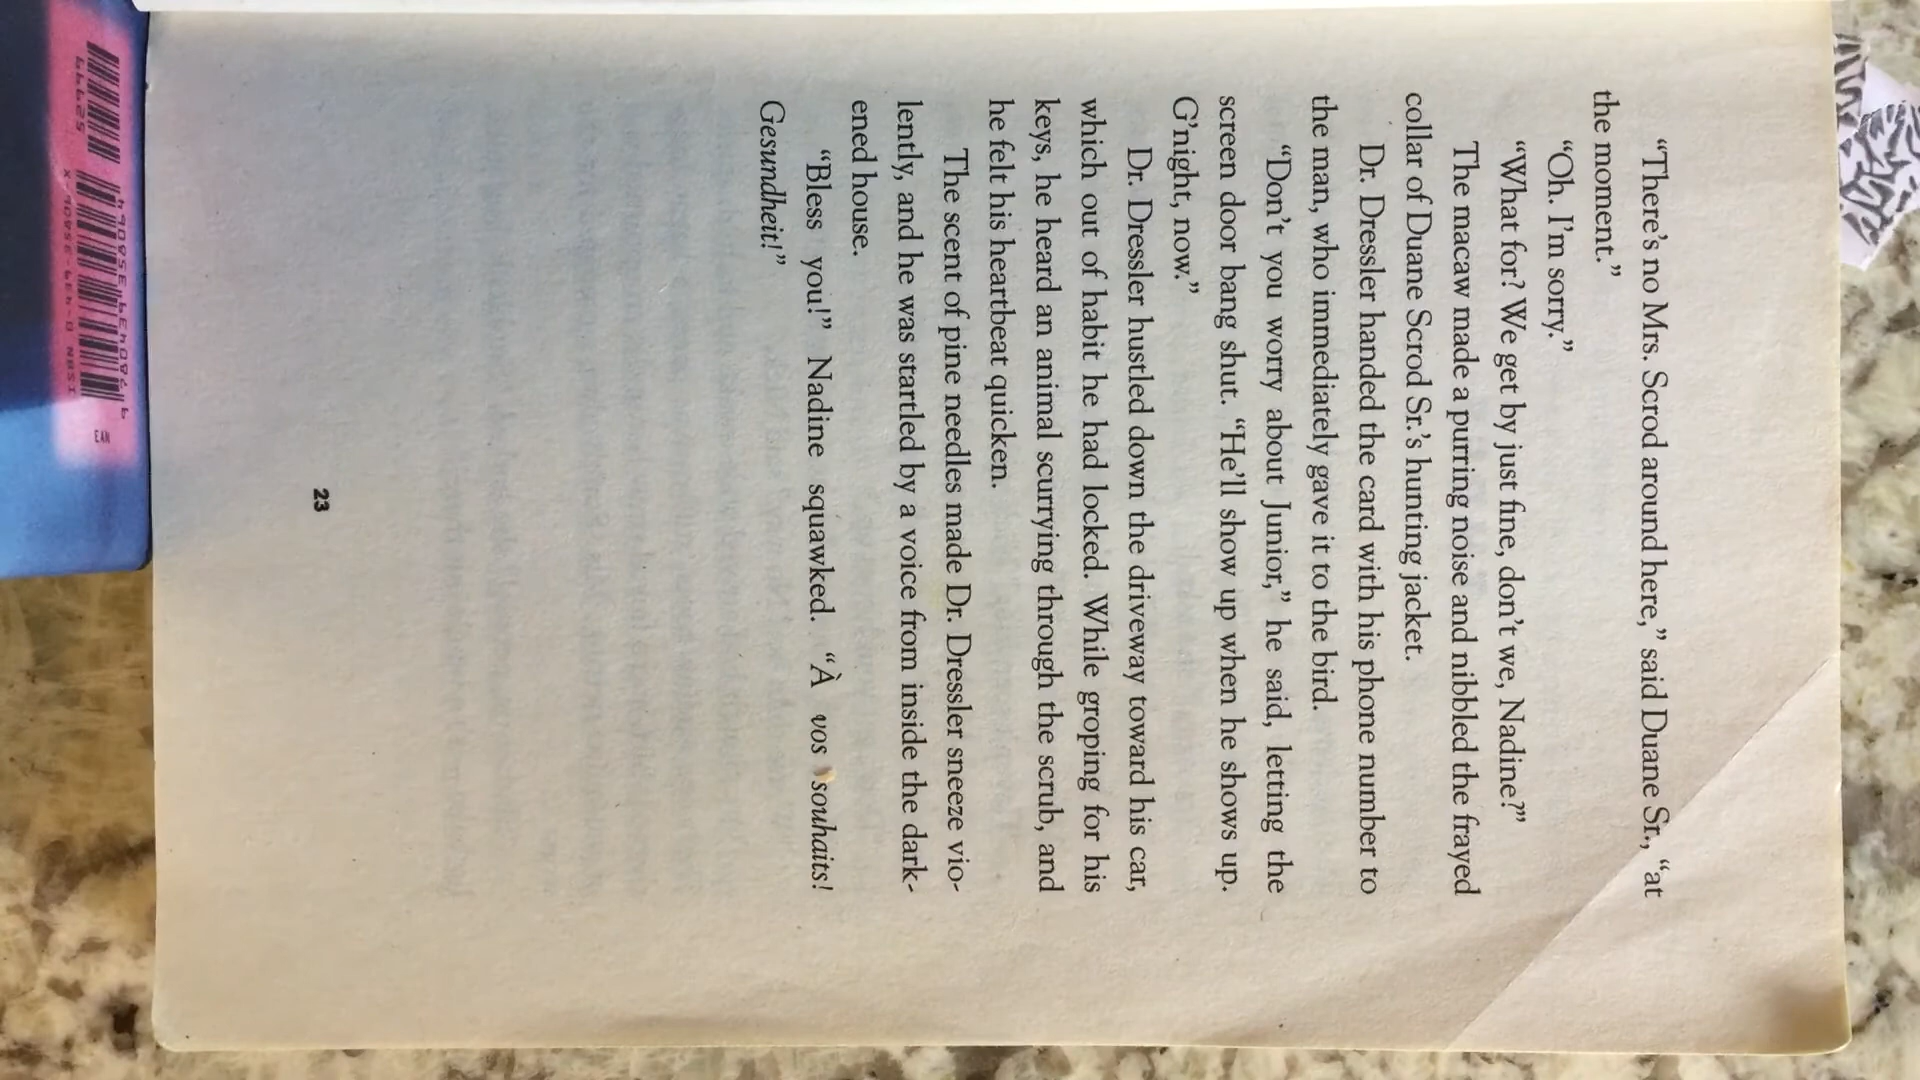 “There’s no Mrs. Scrod around here,” said Duane Sr., “at
the moment.”
“Oh. I’m sorry.”
“What for? We get by just fine, don’t we, Nadine?”
The macaw made a purring noise and nibbled the frayed
collar of Duane Scrod Sr.’s hunting jacket.
Dr. Dressler handed the card with his phone number to
the man, who immediately gave it to the bird.
“Don’t you worry about Junior,” he said, letting the
screen door bang shut. “He’ll show up when he shows up.
G’night, now.”
Dr. Dressler hustled down the driveway toward his car,
which out of habit he had locked. While groping for his
keys, he heard an animal scurrying through the scrub, and
he felt his heartbeat quicken.
The scent of pine needles made Dr. Dressler sneeze vio-
lently, and he was startled by a voice from inside the dark-
ened house.
“Bless you!” Nadine squawked. “À vos souhaits!
Gesundheit!”
23
EAN